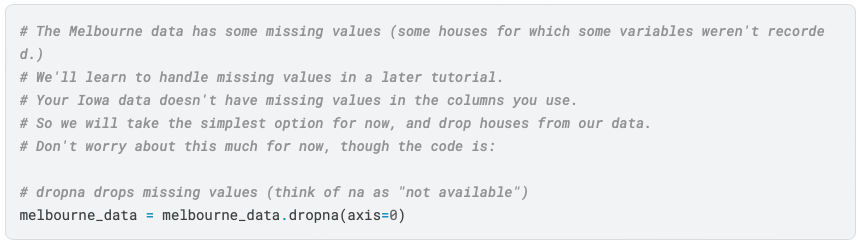 # The Melbourne data has some missing values (some houses for which some variables weren't recorde
d.)
# We'll learn to handle missing values in a later tutorial.
# Your Iowa data doesn't have missing values in the columns you use.
# So we will take the simplest option for now, and drop houses from our data.
# Don't worry about this much for now, though the code is:

# dropna drops missing values (think of na as "not available")
melbourne_data = melbourne_data.dropna(axis=0)